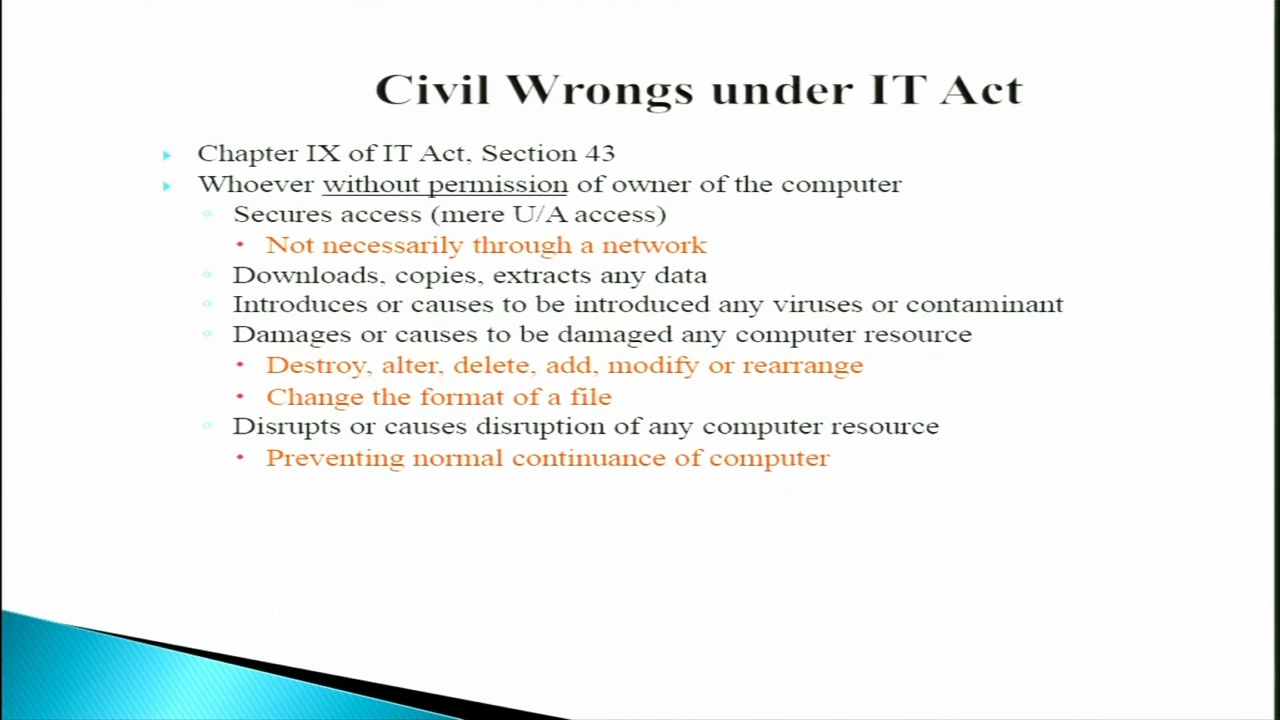 Civil Wrongs under IT Act
Chapter IX of IT Act, Section 43
Whoever without permission of owner of the computer
Secures access (mere U/A access)
Not necessarily through a network
Downloads, copies, extracts any data
Introduces or causes to be introduced any viruses or contaminant
Damages or causes to be damaged any computer resource
Destroy, alter, delete, add, modify or rearrange
Change the format of a file
Disrupts or causes disruption of any computer resource
Preventing normal continuance of computer